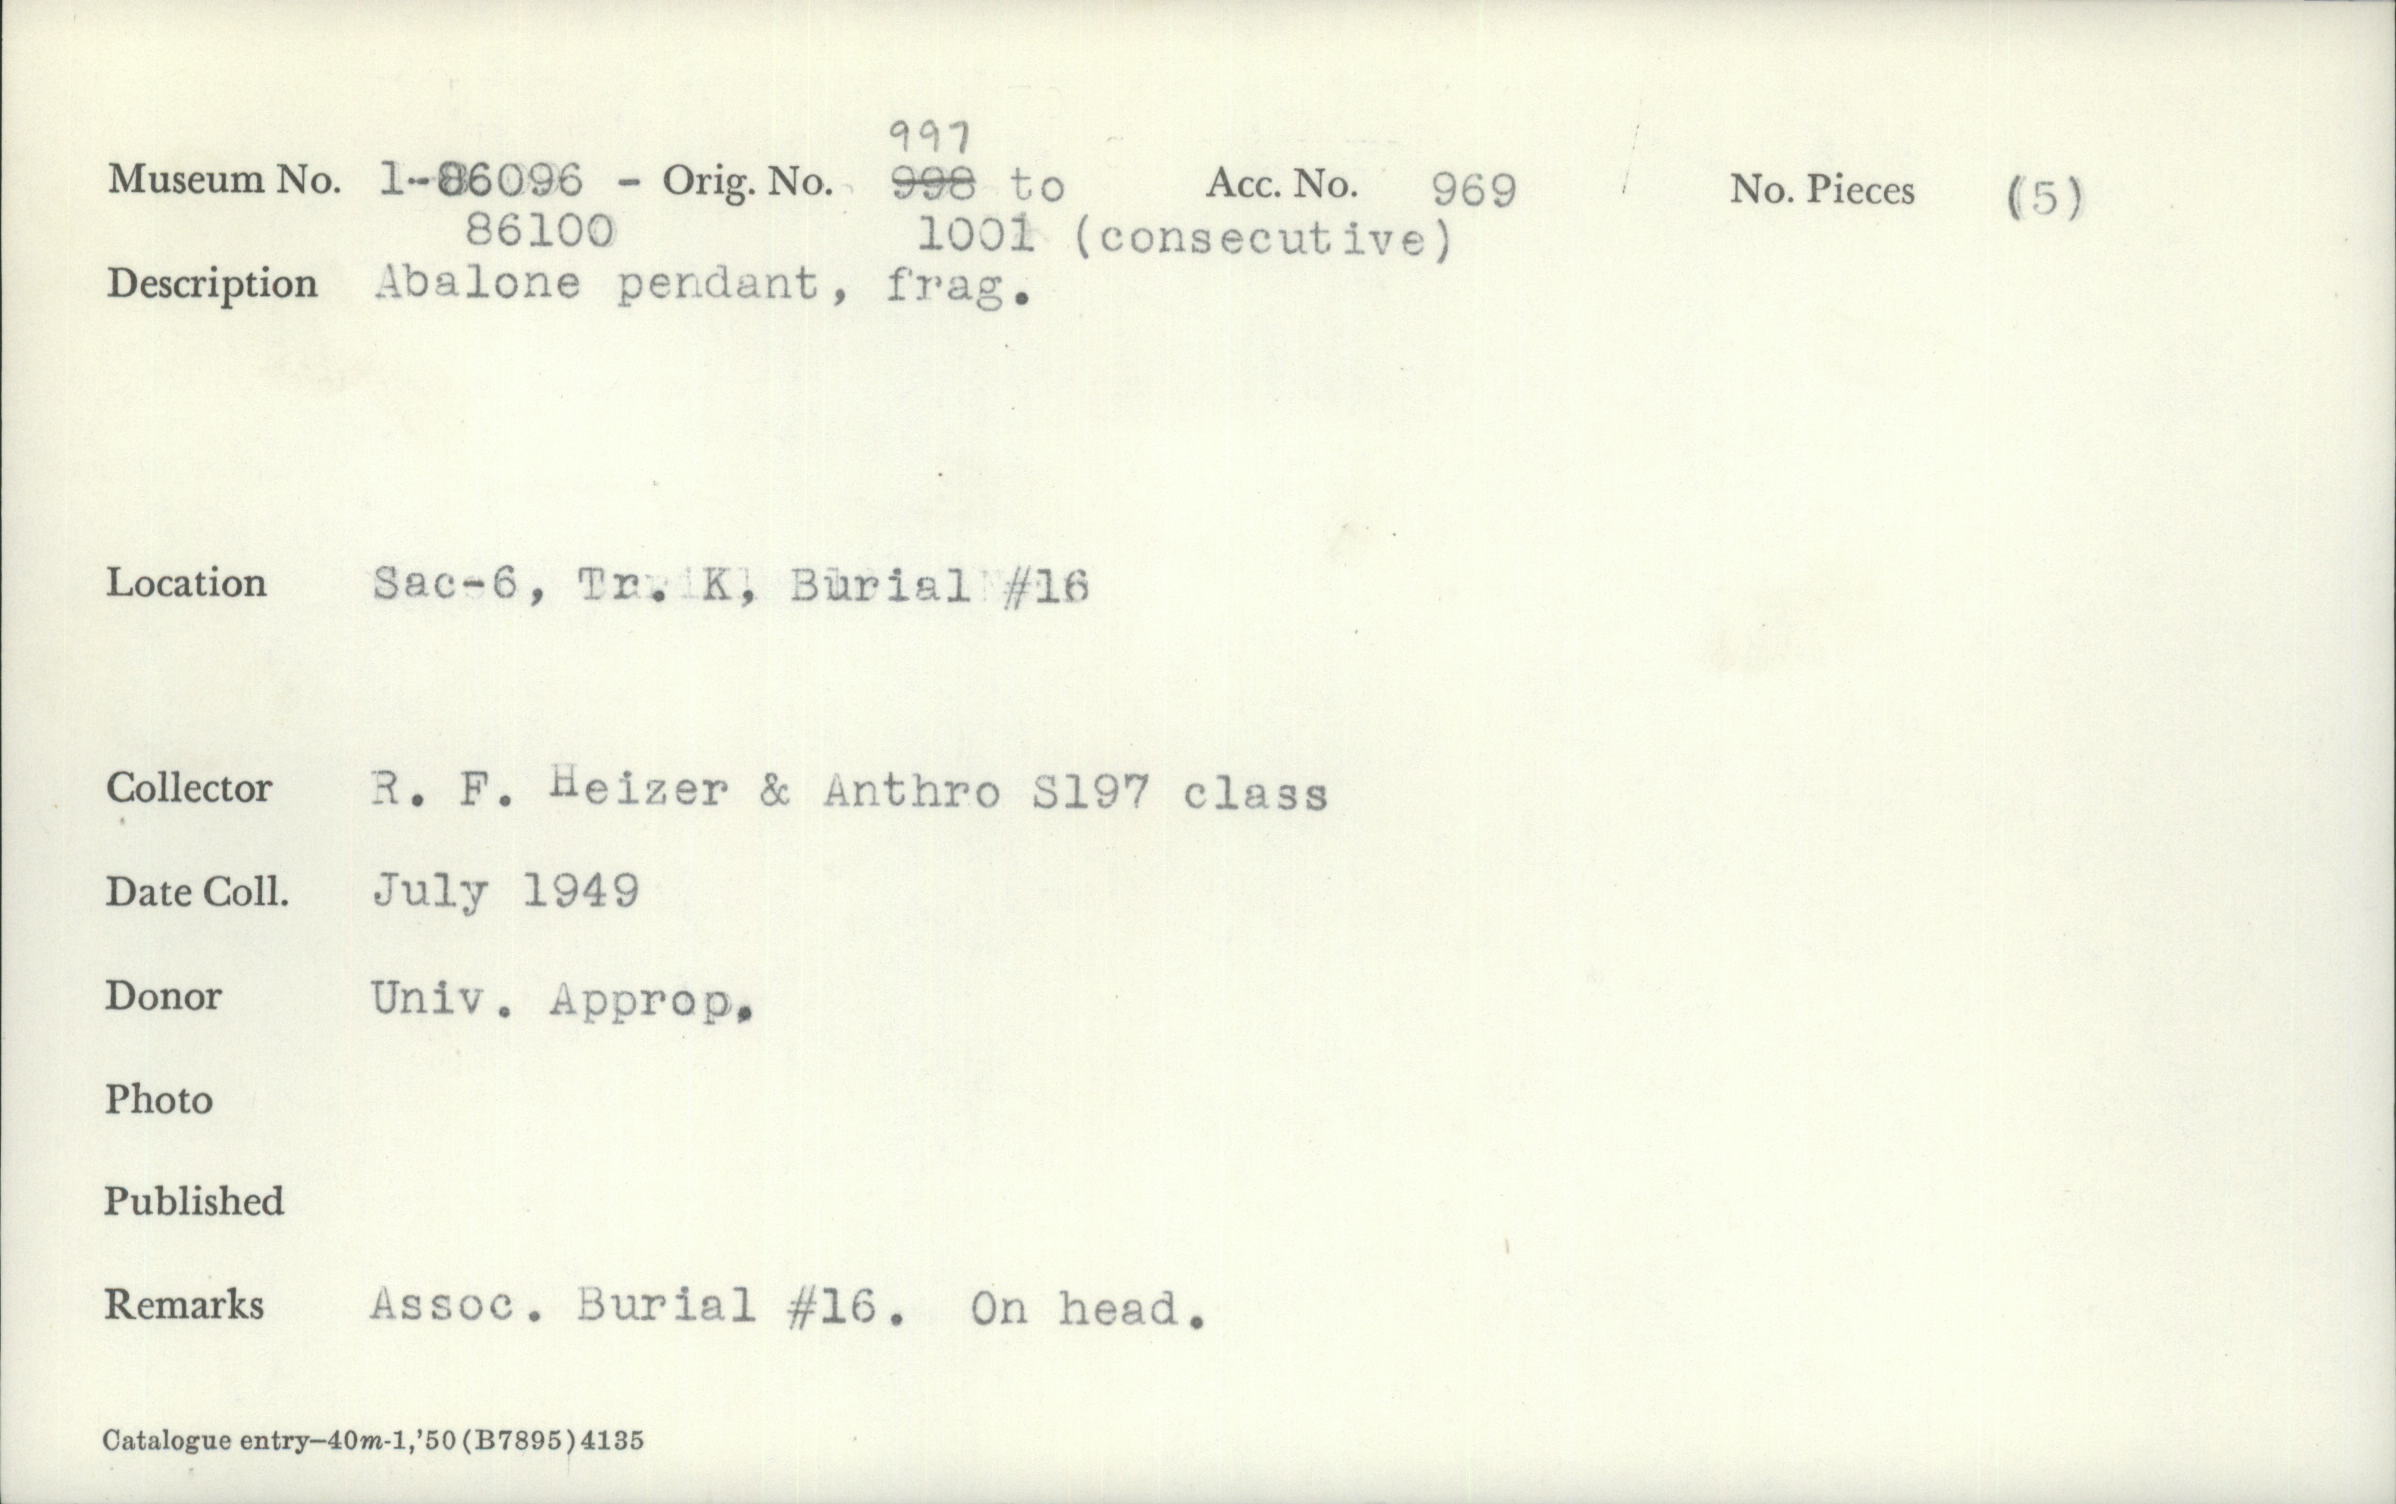 997
Museum No. 1-86096 - Orig. No. 998 to Acc. No. 969 No. Pieces (5)
86100 1001 (consecutive)
Description Abalone pendant, frag.
Location Sac-6, Tr. K, Burial #16
Collector R. F. Heizer & Anthro S197 class
Date Coll. July 1949
Donor Univ. Approp.
Photo
Published
Remarks Assoc. Burial #16. On head.
Catalogue entry—40m-1,'50(B7895)4135